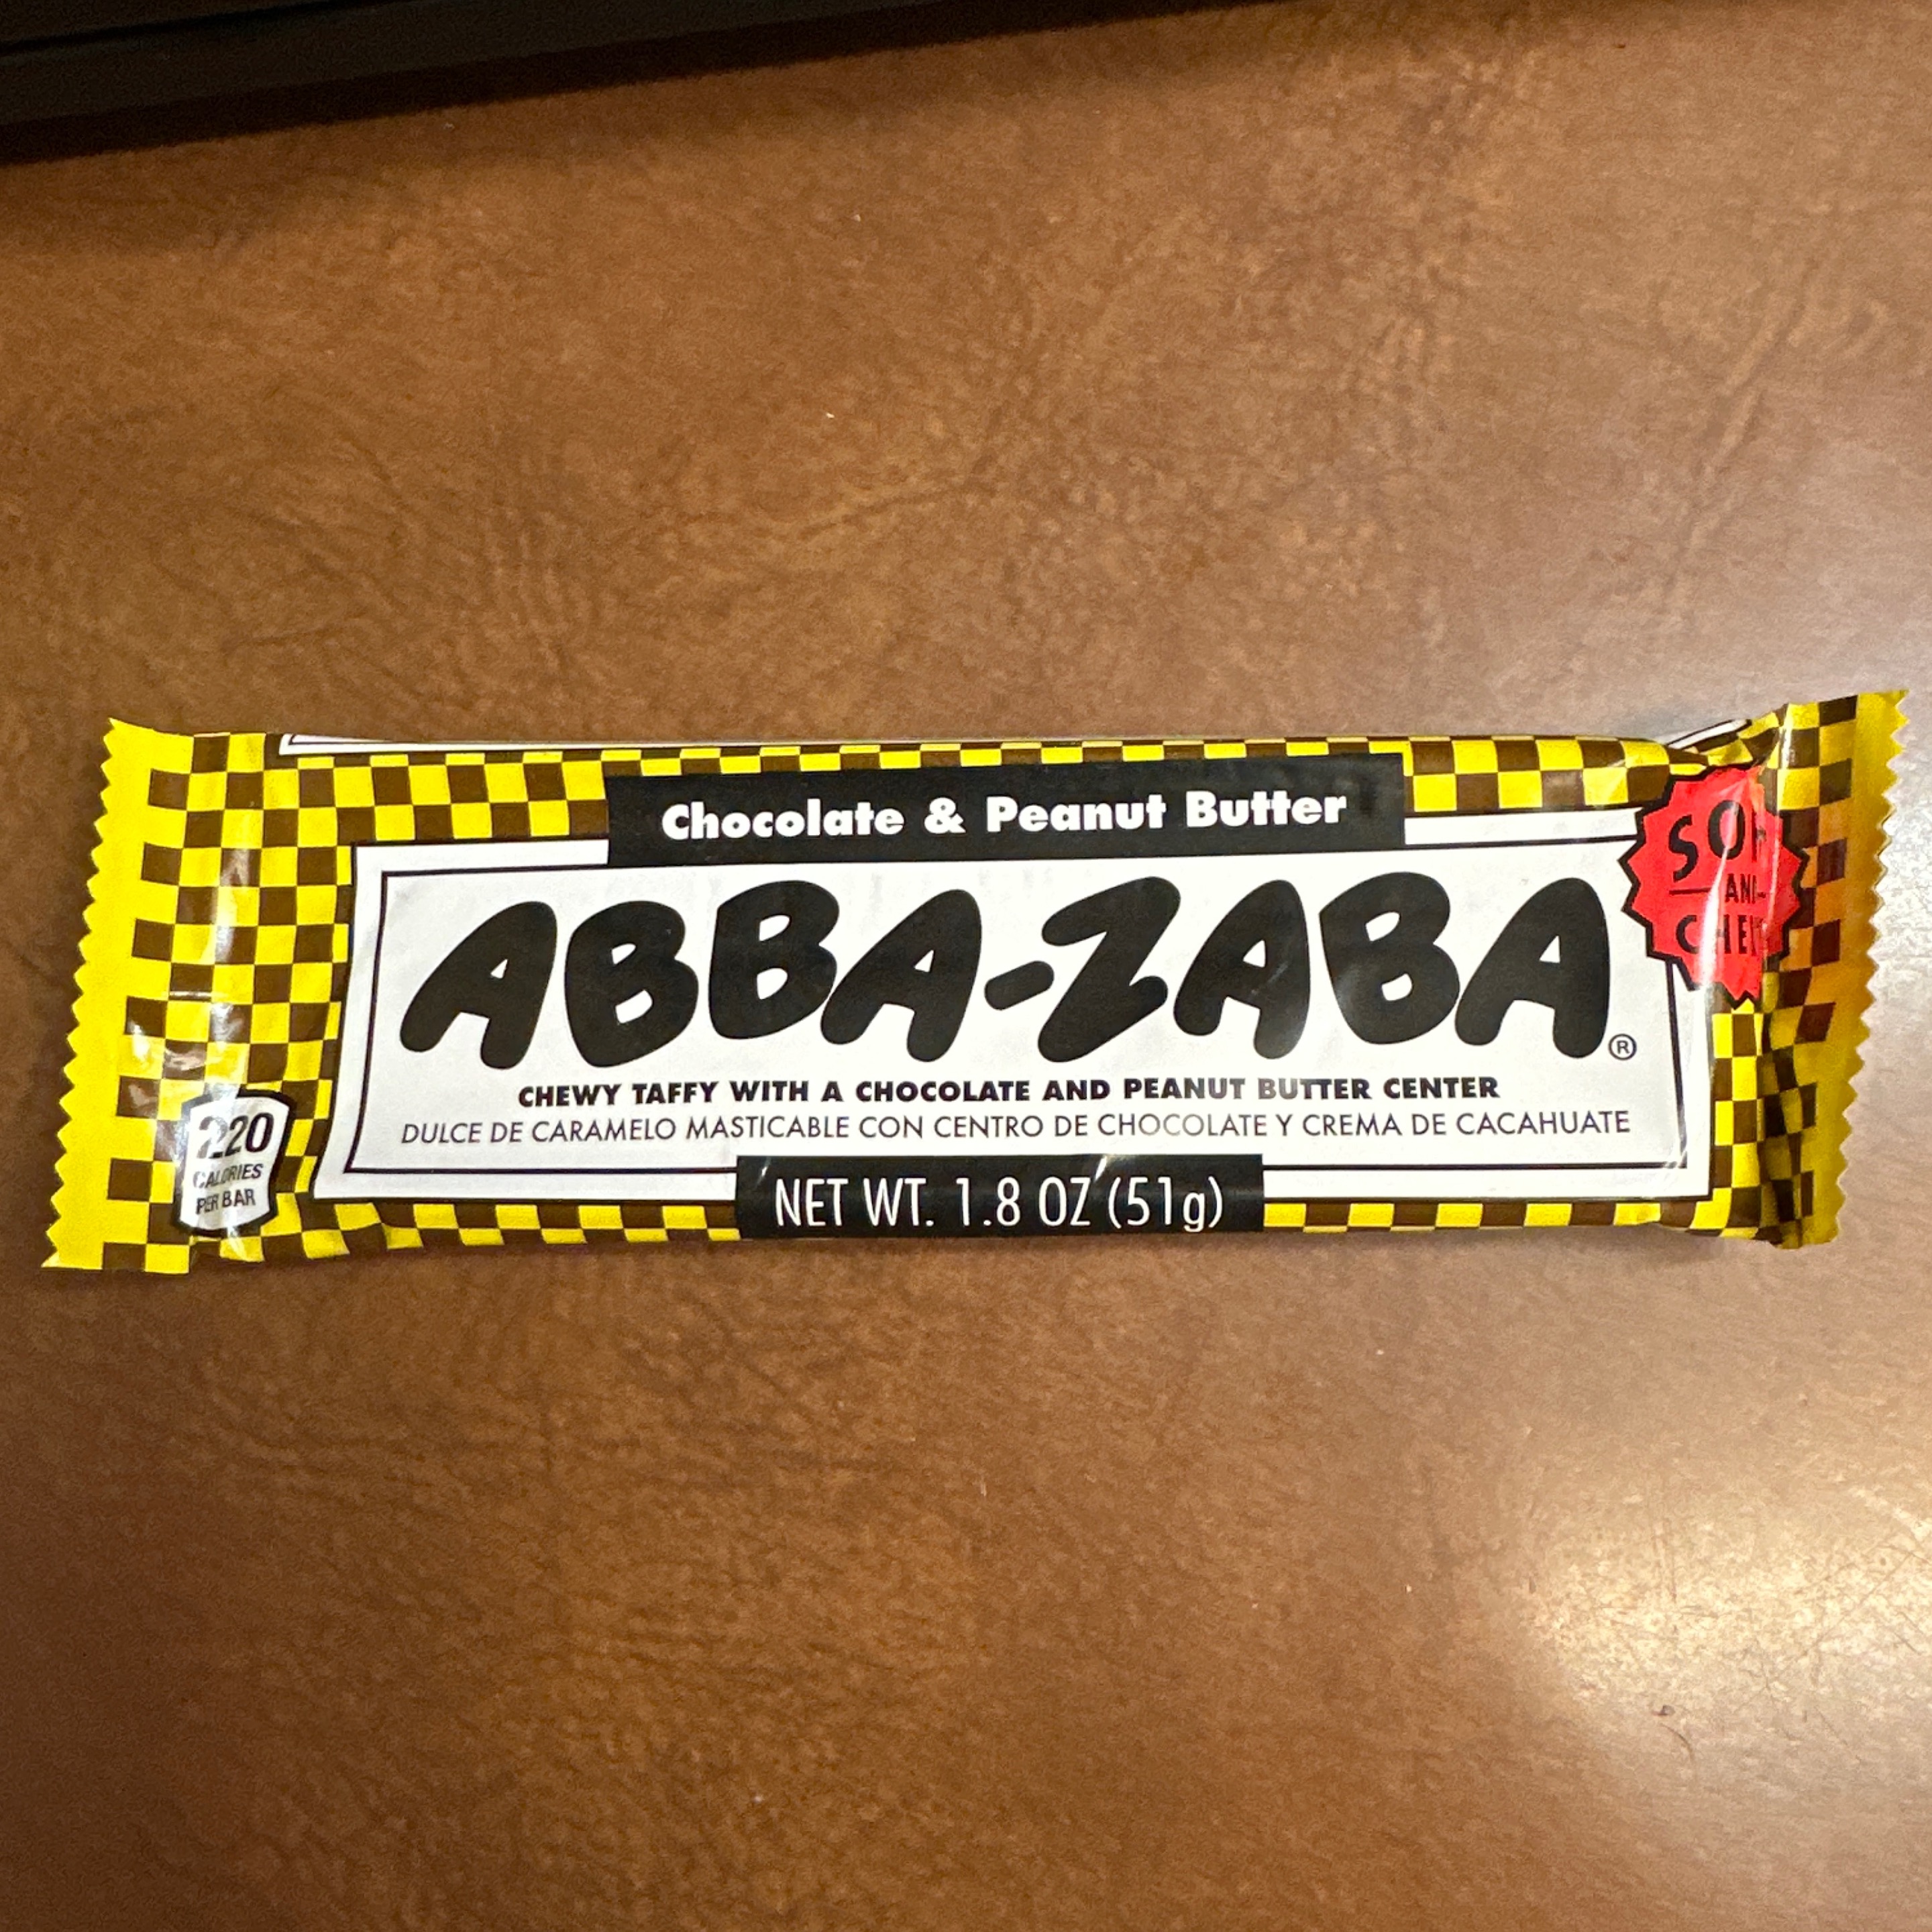 Chocolate & Peanut Butter
ABBA-ZABA®
CHEWY TAFFY WITH A CHOCOLATE AND PEANUT BUTTER CENTER
DULCE DE CARAMELO MASTICABLE CON CENTRO DE CHOCOLATE Y CREMA DE CACAHUATE
NET WT. 1.8 OZ (51g)
220
CALORIES
PER BAR
AND